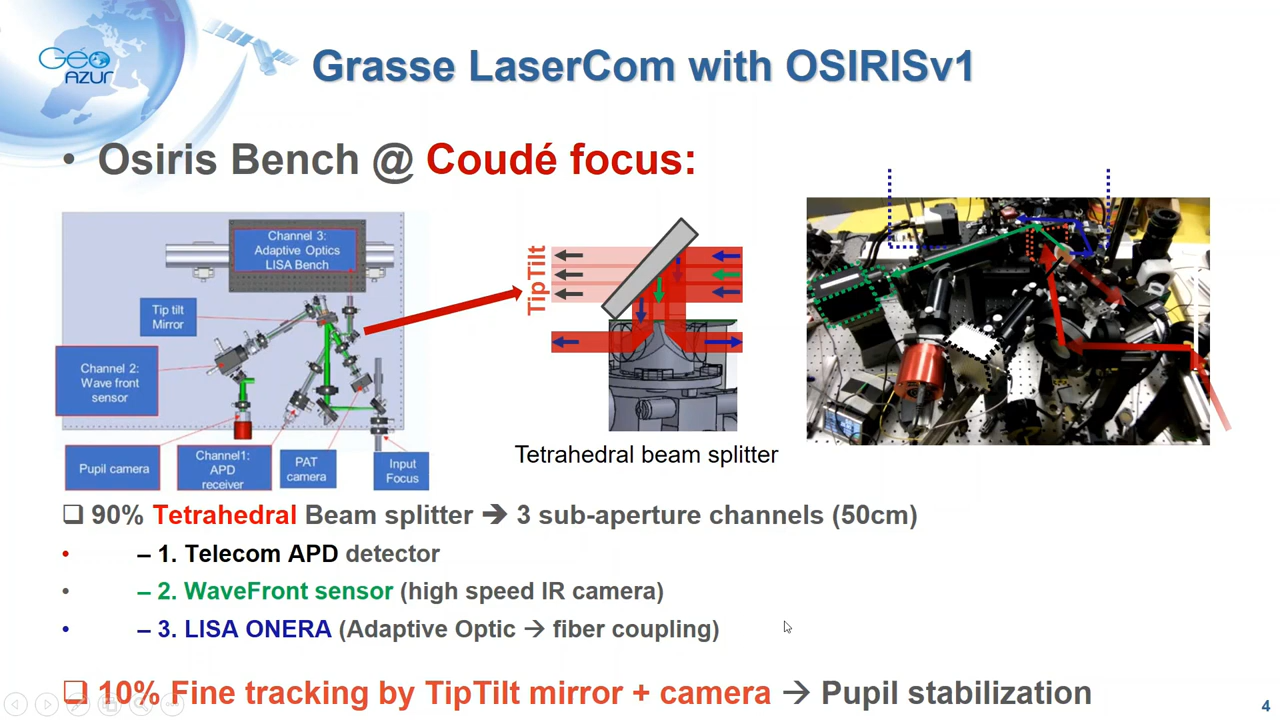 Géo
AZUR
Grasse LaserCom with OSIRISv1
• Osiris Bench @ Coudé focus:
Channel 3:
Adaptive Optics
LISA Bench
Tip tilt
Mirror
Channel 2:
Wave front
sensor
Pupil camera
Channel1:
APD
receiver
PAT
camera
Input
Focus
TipTilt
Tetrahedral beam splitter
❑ 90% Tetrahedral Beam splitter ➔ 3 sub-aperture channels (50cm)
• – 1. Telecom APD detector
• – 2. WaveFront sensor (high speed IR camera)
• – 3. LISA ONERA (Adaptive Optic → fiber coupling)
❑ 10% Fine tracking by TipTilt mirror + camera → Pupil stabilization
4